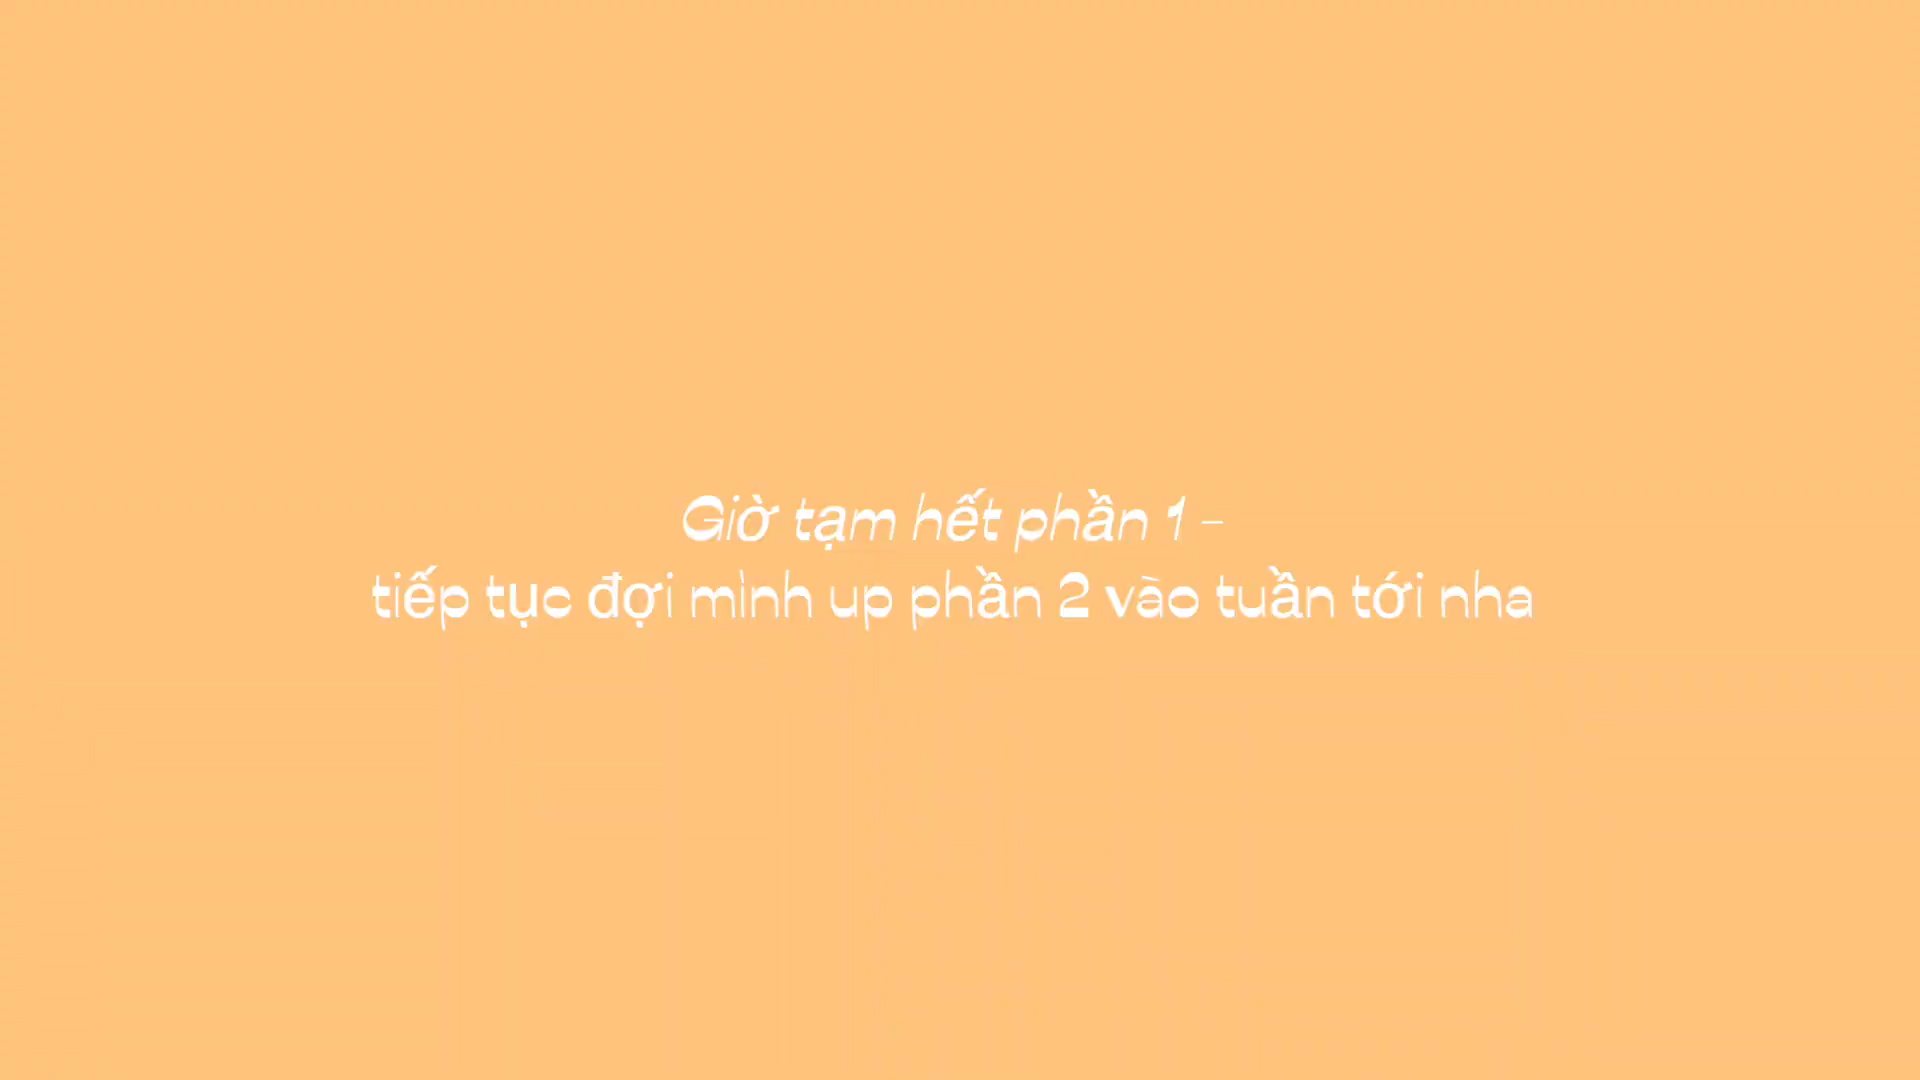 Giờ tạm hết phần 1 -
tiếp tục đợi mình up phần 2 vào tuần tới nha